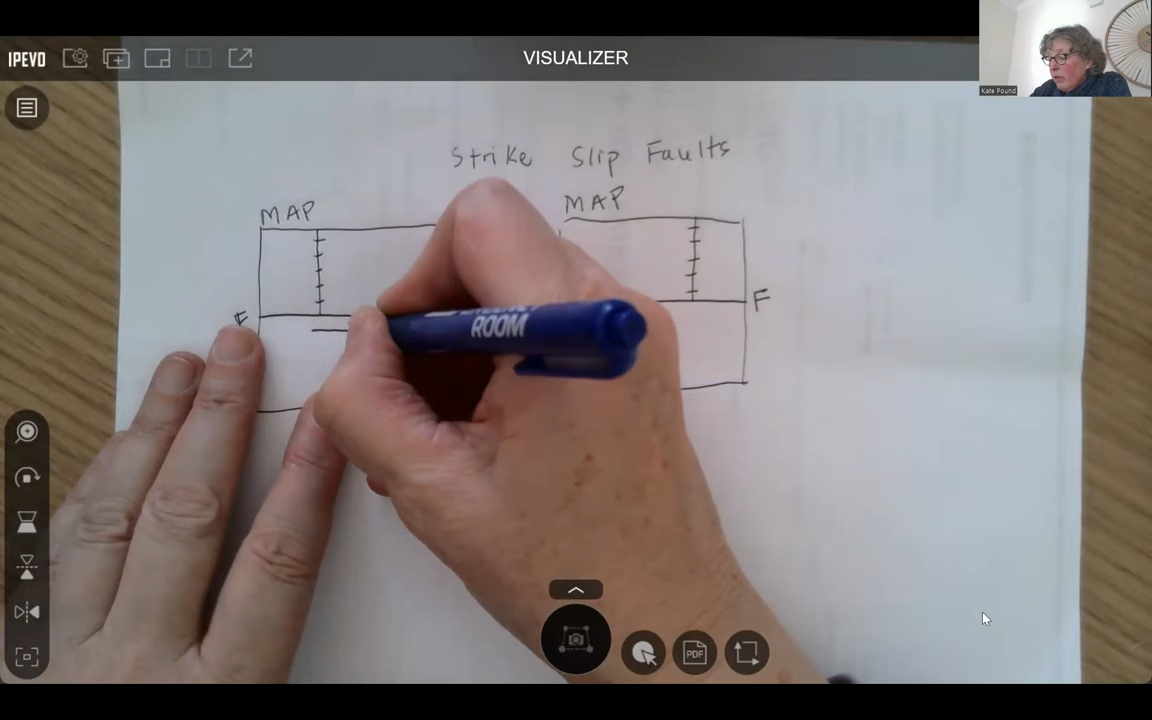 IPEVO
VISUALIZER
Kate Pound
Strike Slip Faults
MAP
MAP
F
F
ROOM
PDF